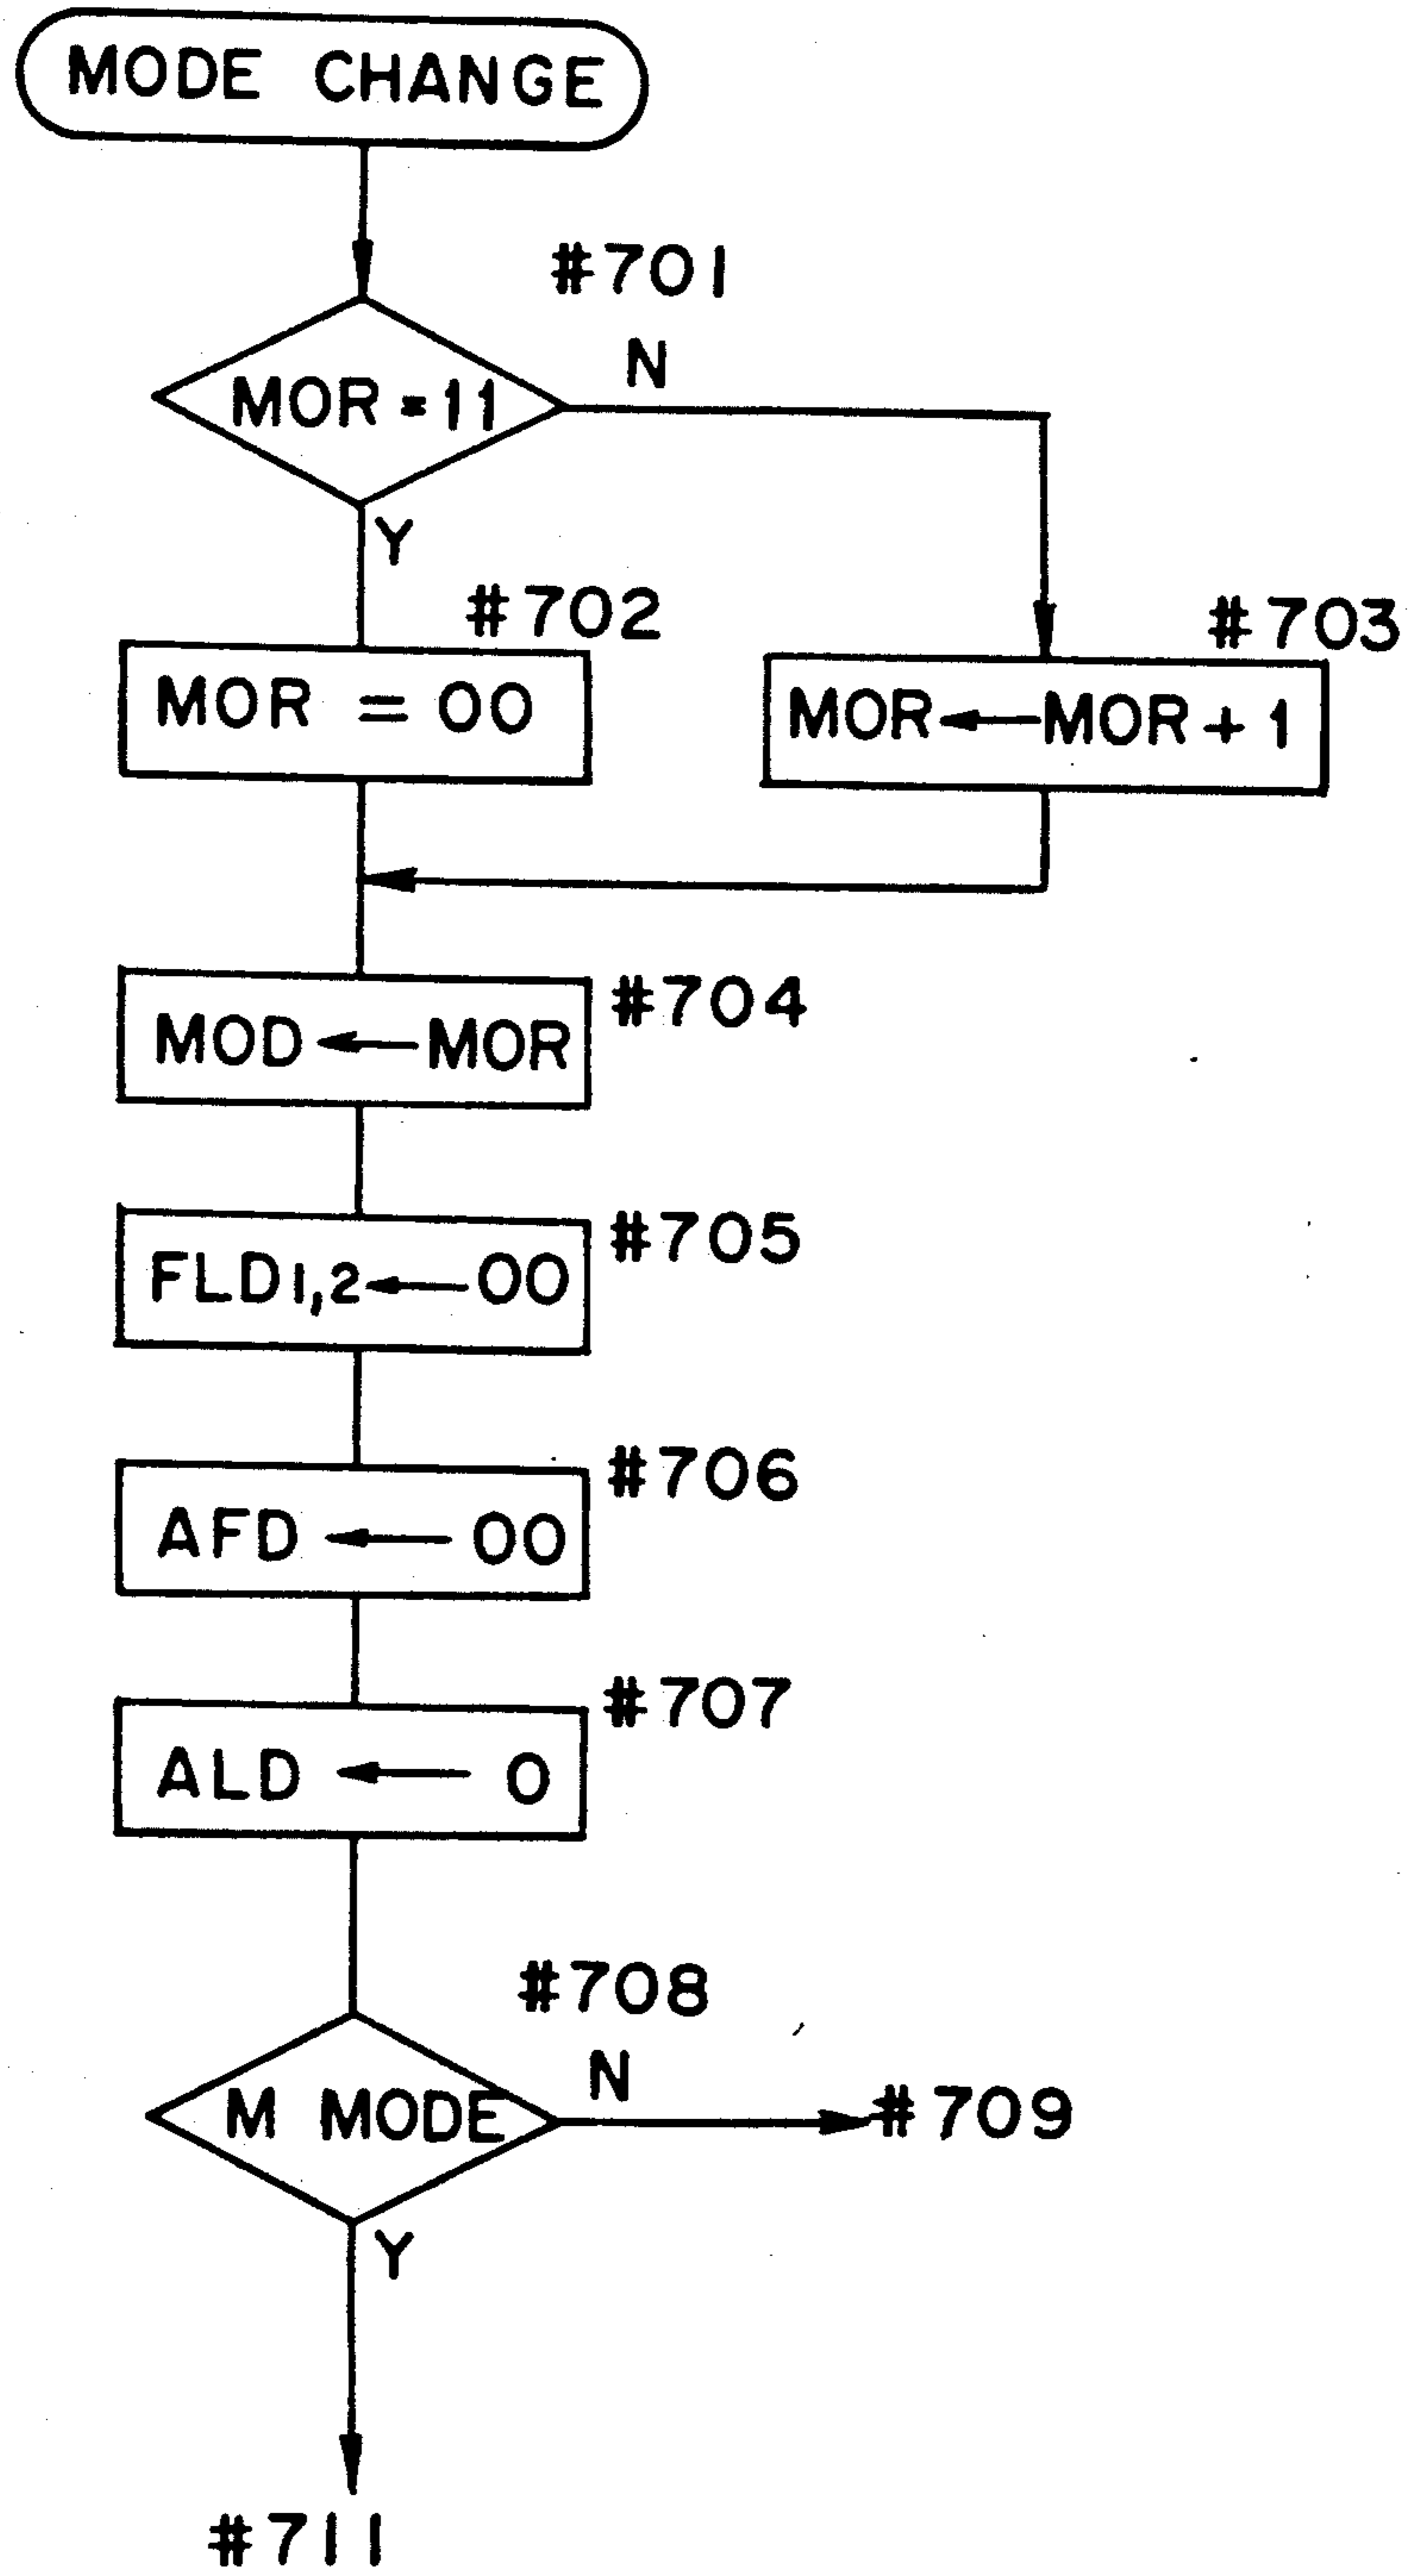 MODE CHANGE
#701
MOR = 11
N
Y
#702
MOR = 00
#703
MOR ← MOR + 1
#704
MOD ← MOR
#705
FLD1,2 ← 00
#706
AFD ← 00
#707
ALD ← 0
#708
M MODE
N
#709
Y
#711